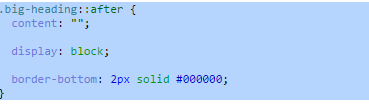 .big-heading::after {
content: "";
display: block;
border-bottom: 2px solid #000000;
}